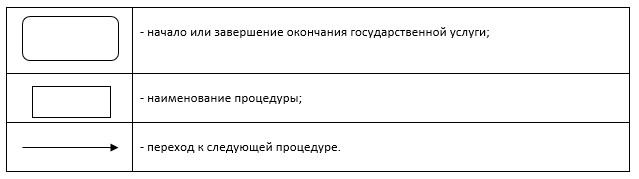 - начало или завершение окончания государственной услуги;
- наименование процедуры;
- переход к следующей процедуре.